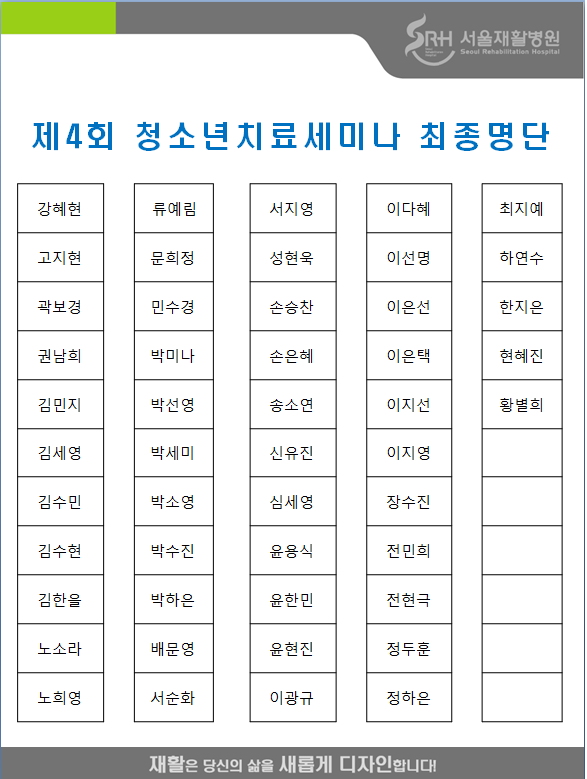 SRH 서울재활병원
Seoul Rehabilitation Hospital
제4회 청소년치료세미나 최종명단
강혜현
고지현
곽보경
권남희
김민지
김세영
김수민
김수현
김한을
노소라
노희영
류예림
문희정
민수경
박미나
박선영
박세미
박소영
박수진
박하은
배문영
서순화
서지영
성현욱
손승찬
손은혜
송소연
신유진
심세영
윤용식
윤한민
윤현진
이광규
이다혜
이선명
이은선
이은택
이지선
이지영
장수진
전민희
전현극
정두훈
정하은
최지예
하연수
한지은
현혜진
황별희
재활은 당신의 삶을 새롭게 디자인합니다!